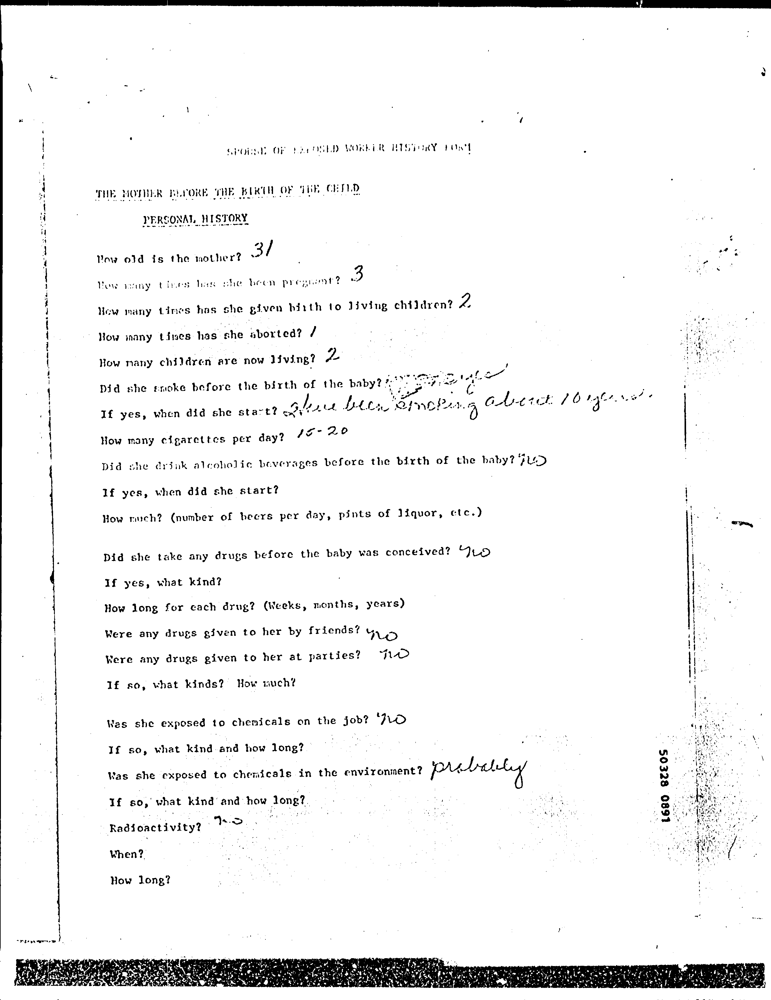 SPOUSE OF EXPOSED WORKER HISTORY FORM
THE MOTHER BEFORE THE BIRTH OF THE CHILD
PERSONAL HISTORY
How old is the mother? 31
How many times has she been pregnant? 3
How many times has she given birth to living children? 2
How many times has she aborted? 1
How many children are now living? 2
Did she smoke before the birth of the baby? yes
If yes, when did she start? have been smoking about 10 years.
How many cigarettes per day? 15-20
Did she drink alcoholic beverages before the birth of the baby? no
If yes, when did she start?
How much? (number of beers per day, pints of liquor, etc.)
Did she take any drugs before the baby was conceived? no
If yes, what kind?
How long for each drug? (Weeks, months, years)
Were any drugs given to her by friends? no
Were any drugs given to her at parties? no
If so, what kinds? How much?
Was she exposed to chemicals on the job? no
If so, what kind and how long?
Was she exposed to chemicals in the environment? probably
If so, what kind and how long?
Radioactivity? no
When?
How long?
50328 0891